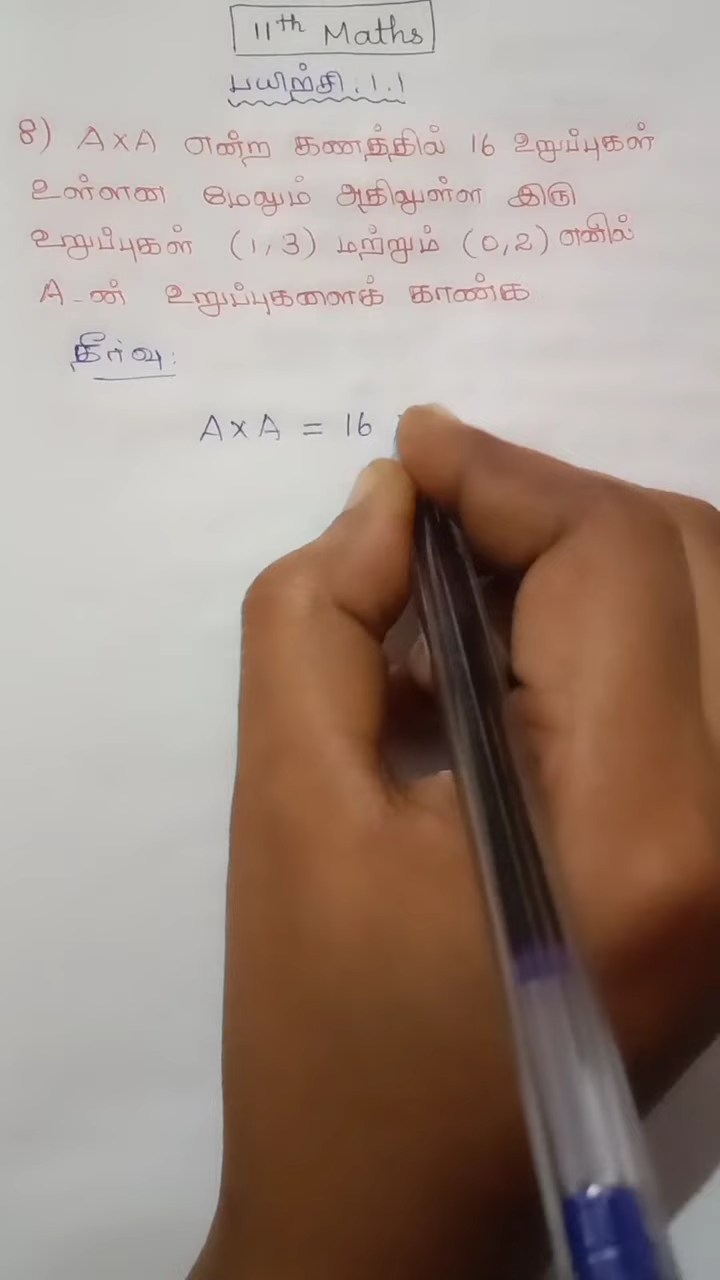 11th Maths
பயிற்சி.1.1
8) A×A என்ற கணத்தில் 16 உறுப்புகள்
உள்ளன மேலும் அதிலுள்ள இரு
உறுப்புகள் (1,3) மற்றும் (0,2) எனில்
A-ன் உறுப்புகளைக் காண்க
தீர்வு:
A×A = 16